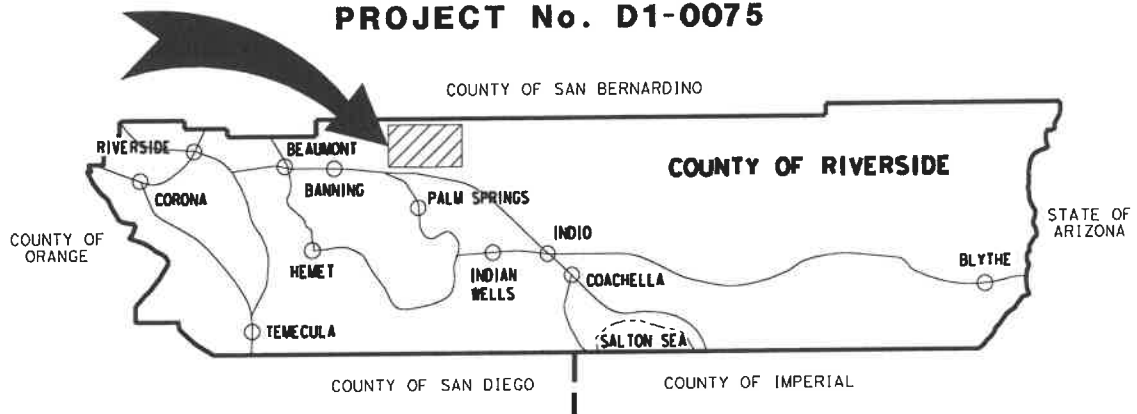 PROJECT No. D1-0075
COUNTY OF SAN BERNARDINO
RIVERSIDE
BEAUMONT
BANNING
CORONA
PALM SPRINGS
COUNTY OF RIVERSIDE
STATE OF
ARIZONA
COUNTY OF
ORANGE
HEMET
INDIAN
WELLS
INDIO
COACHELLA
BLYTHE
TEMECULA
SALTON SEA
COUNTY OF SAN DIEGO
COUNTY OF IMPERIAL